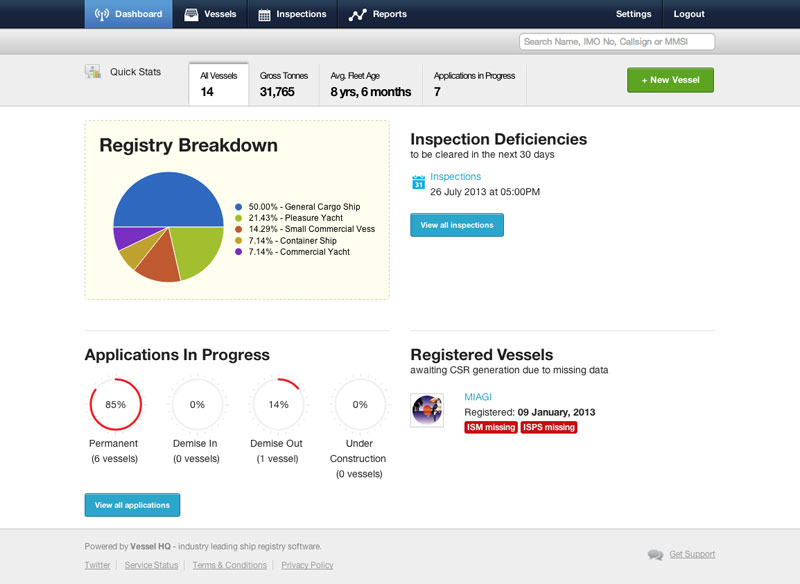 Dashboard
Vessels
Inspections
Reports
Settings
Logout
Search Name, IMO No, Callsign or MMSI
Quick Stats
All Vessels
14
Gross Tonnes
31,765
Avg. Fleet Age
8 yrs, 6 months
Applications in Progress
7
+ New Vessel
Registry Breakdown
50.00% - General Cargo Ship
21.43% - Pleasure Yacht
14.29% - Small Commercial Vess
7.14% - Container Ship
7.14% - Commercial Yacht
Inspection Deficiencies
to be cleared in the next 30 days
31
Inspections
26 July 2013 at 05:00PM
View all inspections
Applications In Progress
85%
Permanent
(6 vessels)
0%
Demise In
(0 vessels)
14%
Demise Out
(1 vessel)
0%
Under
Construction
(0 vessels)
View all applications
Registered Vessels
awaiting CSR generation due to missing data
MIAGI
Registered: 09 January, 2013
ISM missing
ISPS missing
Powered by Vessel HQ - industry leading ship registry software.
Twitter
Service Status
Terms & Conditions
Privacy Policy
Get Support